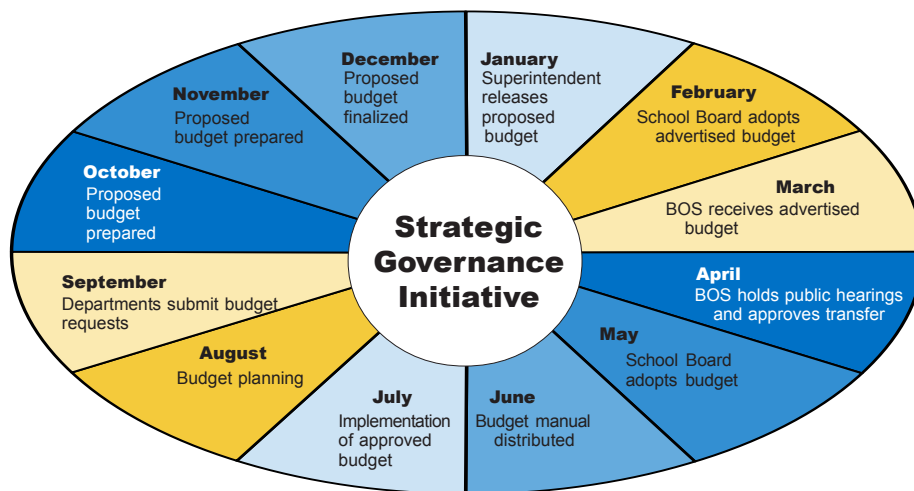 January
Superintendent
releases
proposed
budget
February
School Board adopts
advertised budget
March
BOS receives advertised
budget
April
BOS holds public hearings
and approves transfer
May
School Board
adopts budget
June
Budget manual
distributed
July
Implementation
of approved
budget
August
Budget planning
September
Departments submit budget
requests
October
Proposed
budget
prepared
November
Proposed
budget prepared
December
Proposed
budget
finalized
Strategic
Governance
Initiative